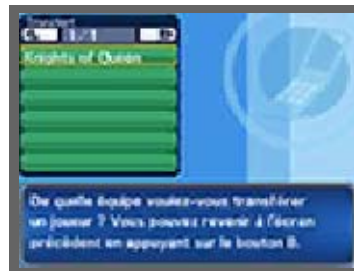 Transfert
1/1
Knights of Queen
De quelle équipe voulez-vous transférer
un joueur ? Vous pouvez revenir à l'écran
précédent en appuyant sur le bouton B.